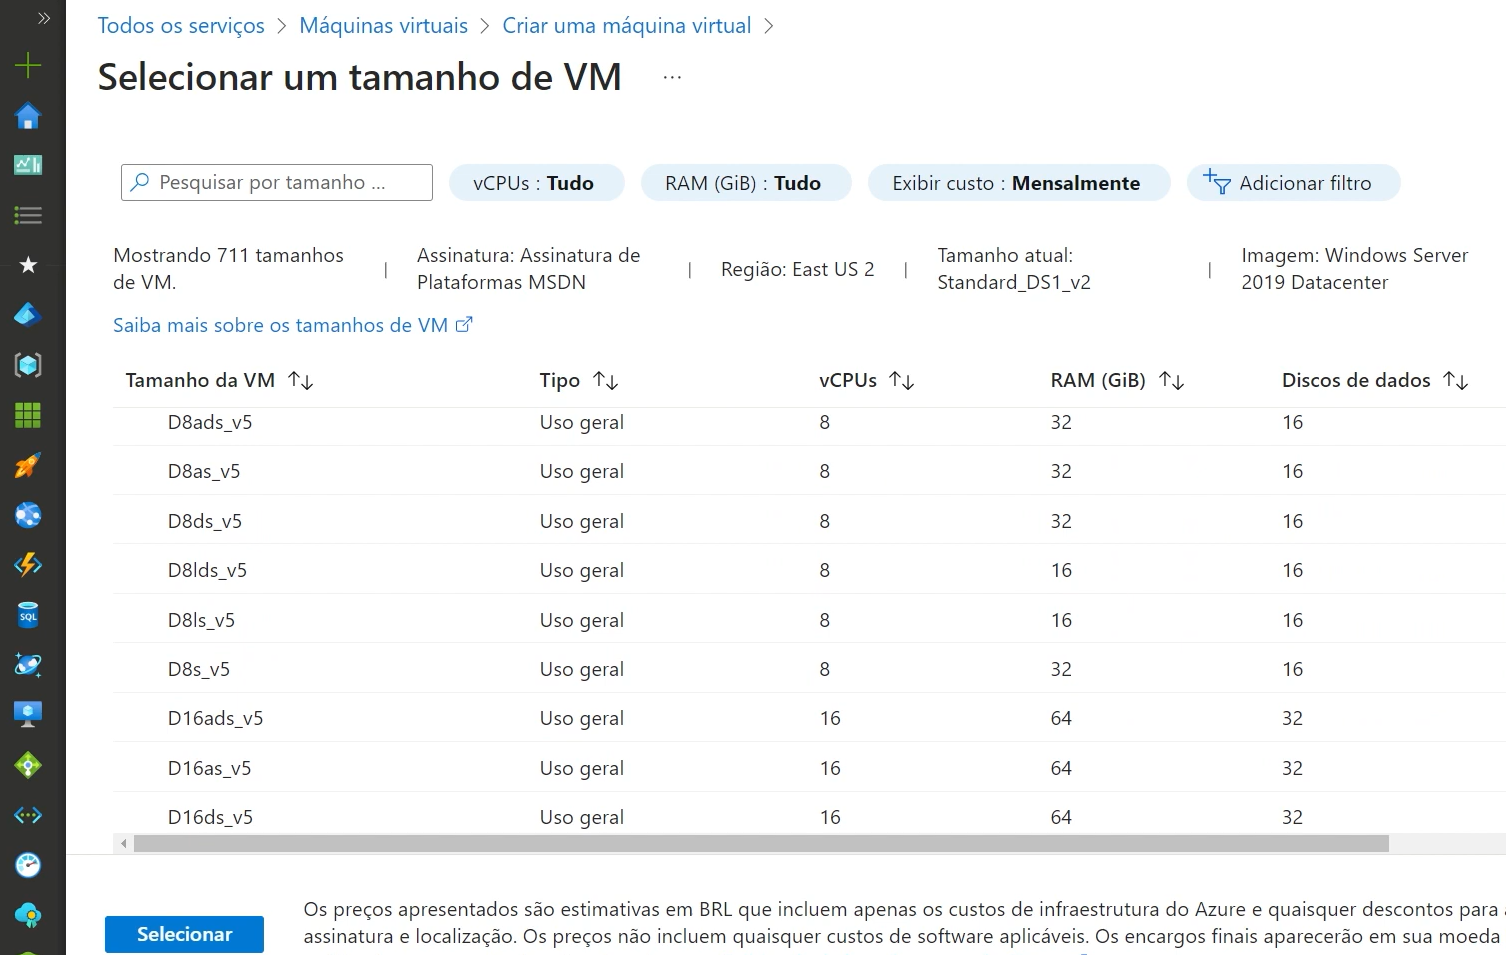 Todos os serviços > Máquinas virtuais > Criar uma máquina virtual >
Selecionar um tamanho de VM ...
Pesquisar por tamanho ...
vCPUs : Tudo
RAM (GiB) : Tudo
Exibir custo : Mensalmente
Adicionar filtro
Mostrando 711 tamanhos
de VM.
|
Assinatura: Assinatura de
Plataformas MSDN
|
Região: East US 2
|
Tamanho atual:
Standard_DS1_v2
|
Imagem: Windows Server
2019 Datacenter
Saiba mais sobre os tamanhos de VM
Tamanho da VM Tipo vCPUs RAM (GiB) Discos de dados
D8ads_v5 Uso geral 8 32 16
D8as_v5 Uso geral 8 32 16
D8ds_v5 Uso geral 8 32 16
D8lds_v5 Uso geral 8 16 16
D8ls_v5 Uso geral 8 16 16
D8s_v5 Uso geral 8 32 16
D16ads_v5 Uso geral 16 64 32
D16as_v5 Uso geral 16 64 32
D16ds_v5 Uso geral 16 64 32
Selecionar
Os preços apresentados são estimativas em BRL que incluem apenas os custos de infraestrutura do Azure e quaisquer descontos para
assinatura e localização. Os preços não incluem quaisquer custos de software aplicáveis. Os encargos finais aparecerão em sua moeda
SQL